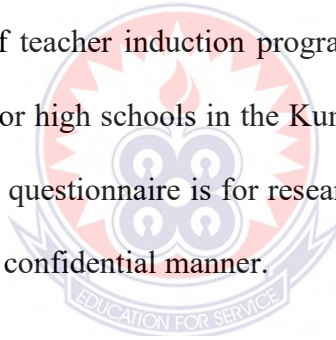 f teacher induction progra
or high schools in the Kun
questionnaire is for resear
confidential manner.
EDUCATION FOR SERVICE